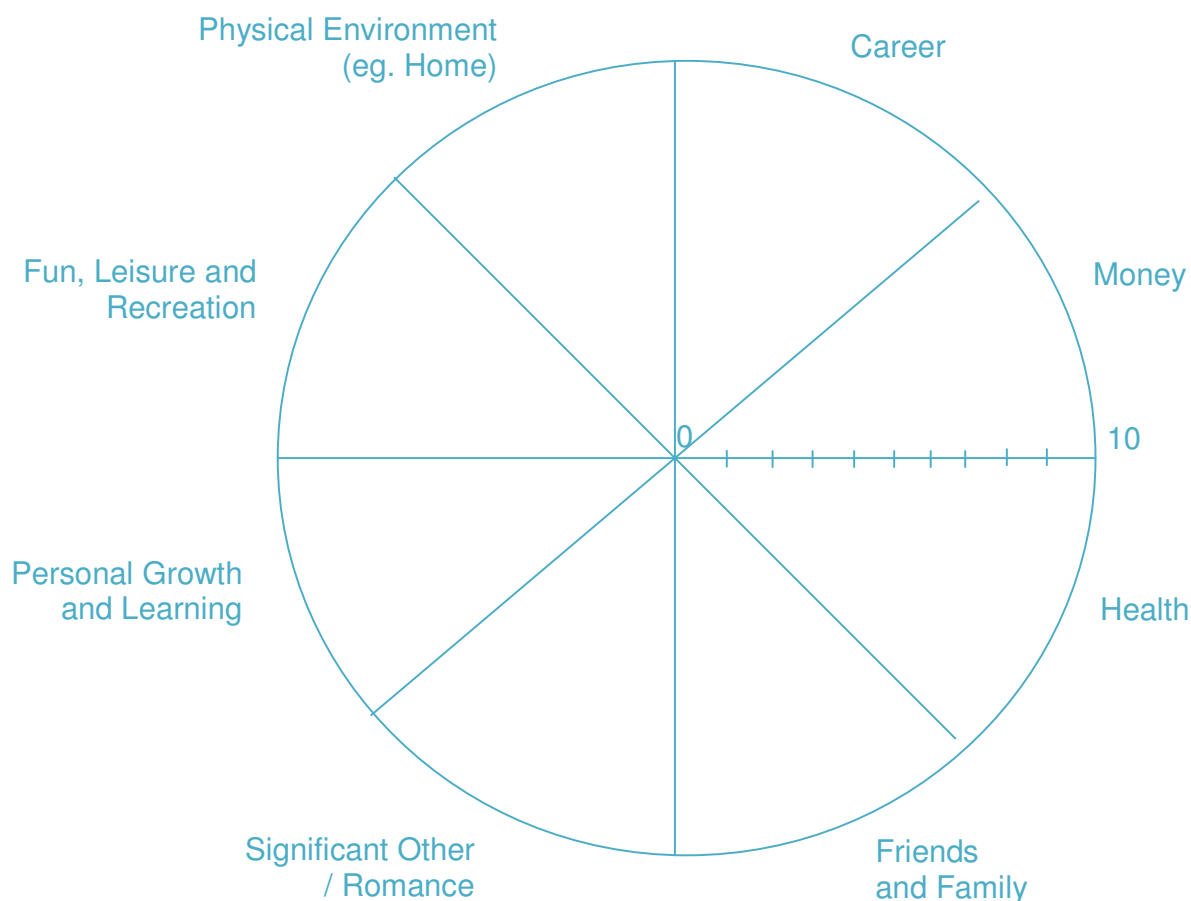 Physical Environment
(eg. Home)
Career
Fun, Leisure and
Recreation
Money
0
10
Personal Growth
and Learning
Health
Significant Other
/ Romance
Friends
and Family